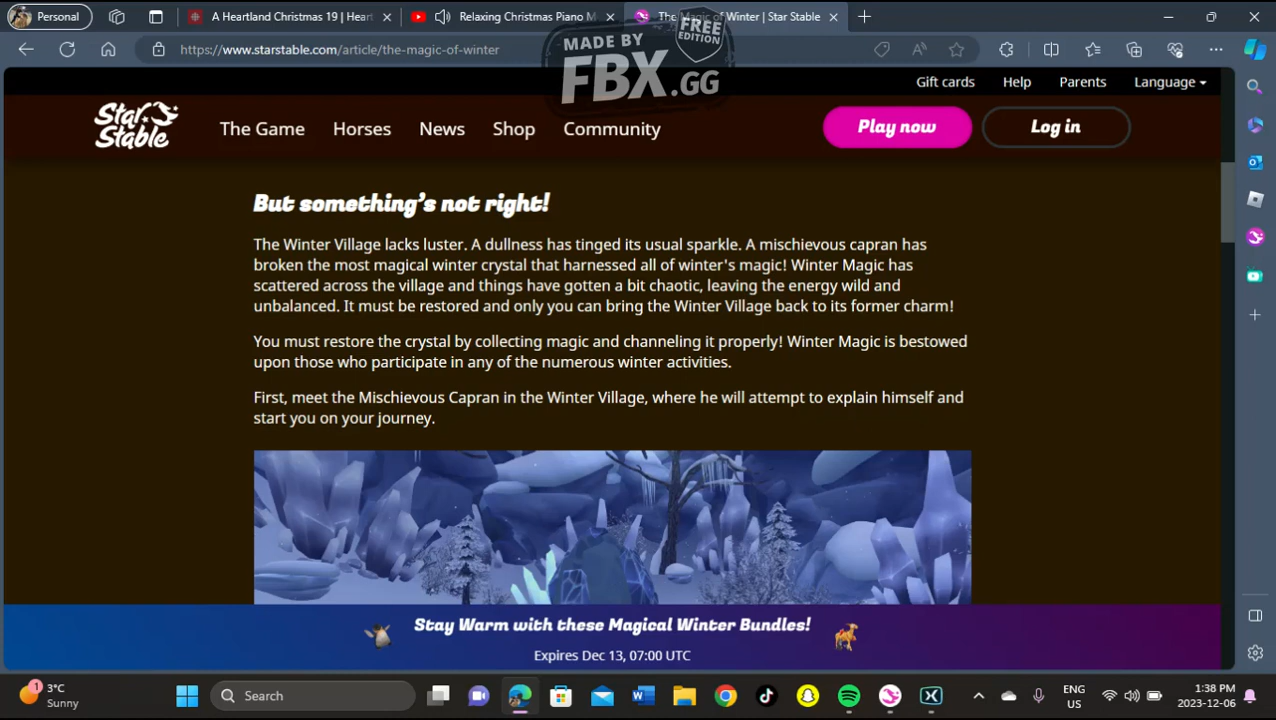 Personal
A Heartland Christmas 19 | Hear
Relaxing Christmas Piano M
The Magic of Winter | Star Stable
https://www.starstable.com/article/the-magic-of-winter
MADE BY
FBX.GG
FREE
EDITION
Gift cards
Help
Parents
Language
Star
Stable
The Game
Horses
News
Shop
Community
Play now
Log in
But something's not right!
The Winter Village lacks luster. A dullness has tinged its usual sparkle. A mischievous capran has
broken the most magical winter crystal that harnessed all of winter's magic! Winter Magic has
scattered across the village and things have gotten a bit chaotic, leaving the energy wild and
unbalanced. It must be restored and only you can bring the Winter Village back to its former charm!
You must restore the crystal by collecting magic and channeling it properly! Winter Magic is bestowed
upon those who participate in any of the numerous winter activities.
First, meet the Mischievous Capran in the Winter Village, where he will attempt to explain himself and
start you on your journey.
Stay Warm with these Magical Winter Bundles!
Expires Dec 13, 07:00 UTC
1
3°C
Sunny
Search
ENG
US
1:38 PM
2023-12-06